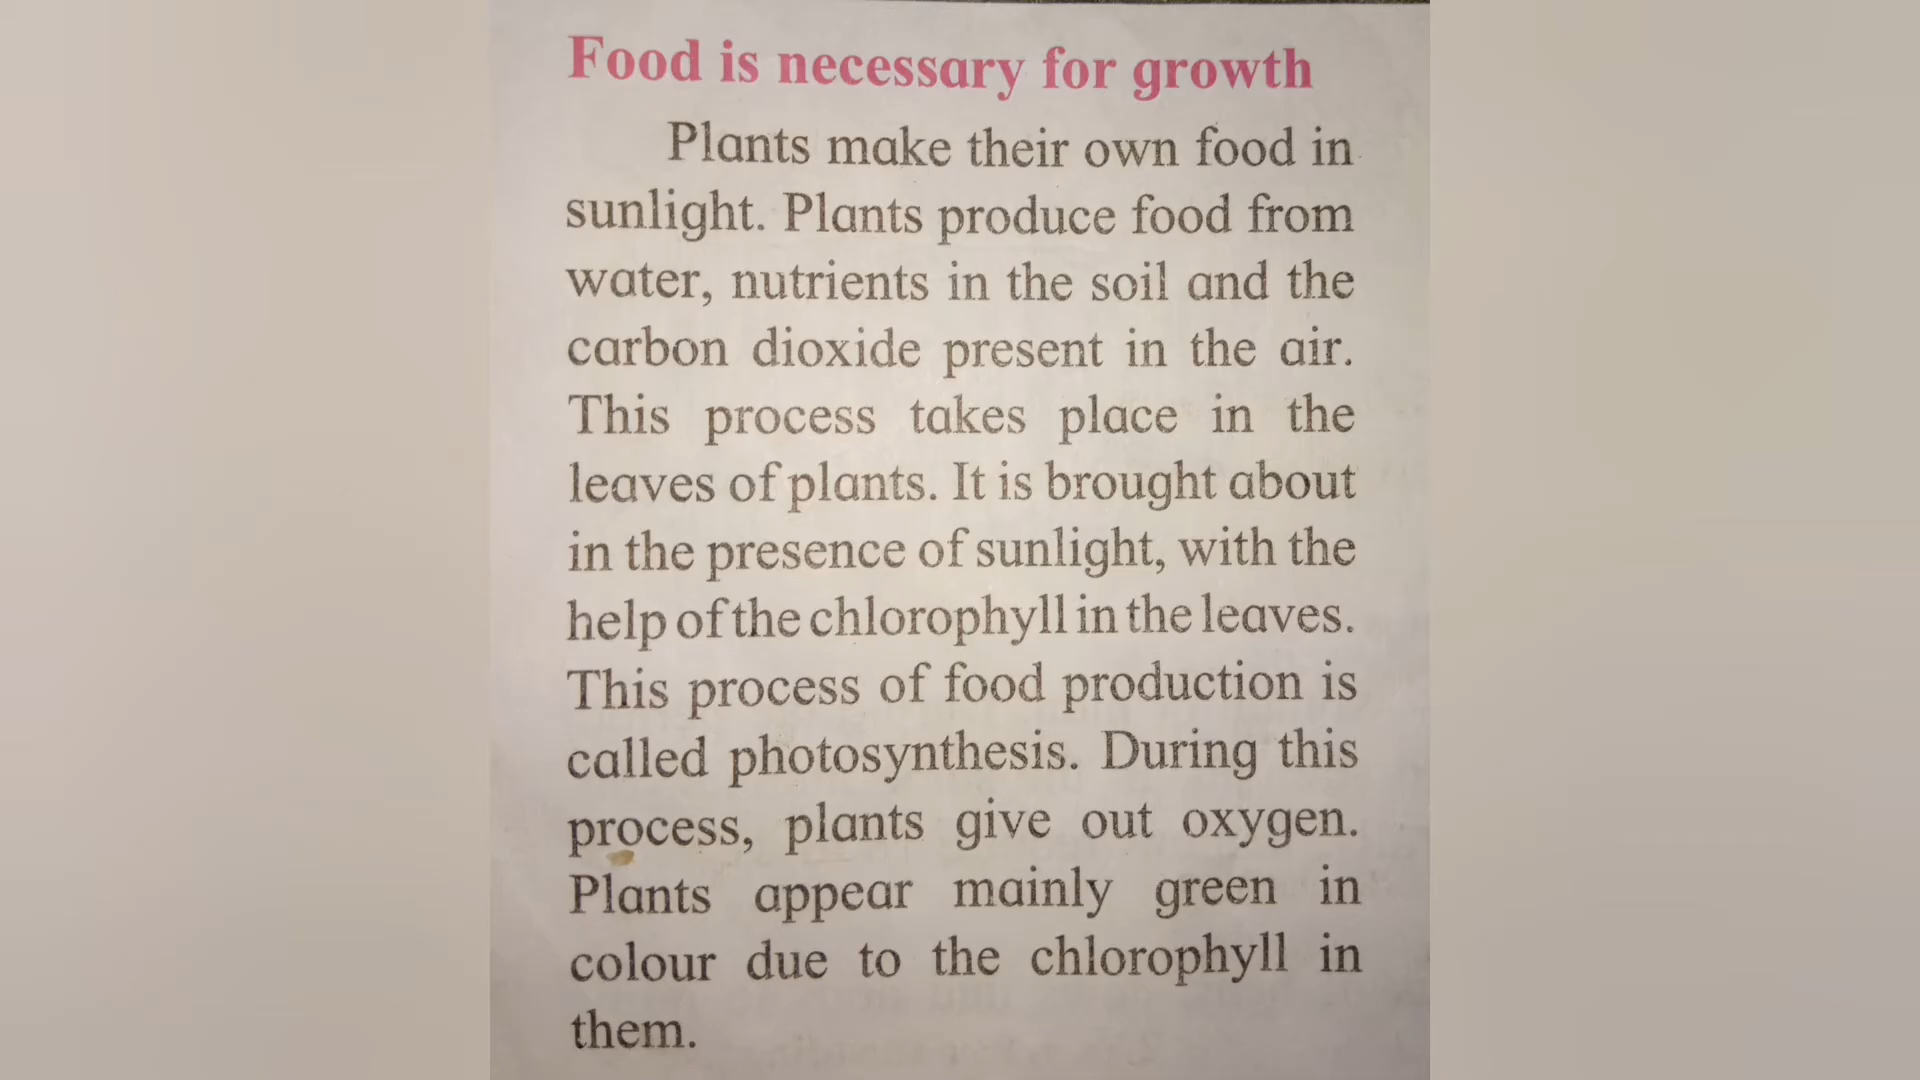 Food is necessary for growth
Plants make their own food in
sunlight. Plants produce food from
water, nutrients in the soil and the
carbon dioxide present in the air.
This process takes place in the
leaves of plants. It is brought about
in the presence of sunlight, with the
help of the chlorophyll in the leaves.
This process of food production is
called photosynthesis. During this
process, plants give out oxygen.
Plants appear mainly green in
colour due to the chlorophyll in
them.